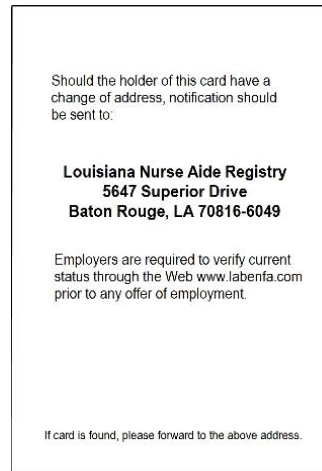 Should the holder of this card have a
change of address, notification should
be sent to:
Louisiana Nurse Aide Registry
5647 Superior Drive
Baton Rouge, LA 70816-6049
Employers are required to verify current
status through the Web www.labenfa.com
prior to any offer of employment.
If card is found, please forward to the above address.